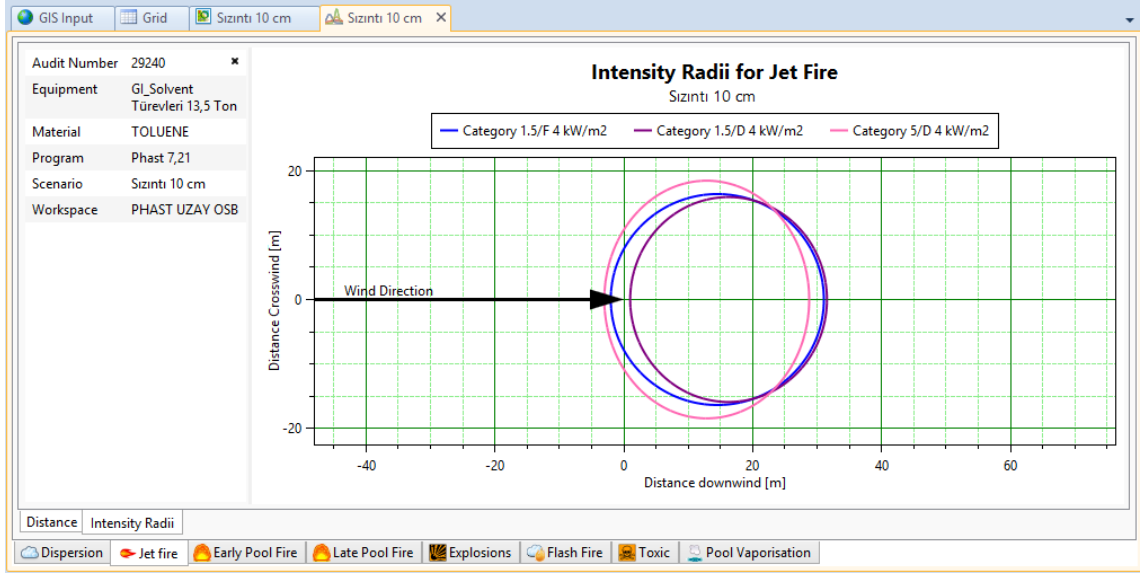 GIS Input
Grid
Sızıntı 10 cm
Sızıntı 10 cm
Audit Number 29240
Equipment GI_Solvent
Türevleri 13,5 Ton
Material TOLUENE
Program Phast 7,21
Scenario Sızıntı 10 cm
Workspace PHAST UZAY OSB
Intensity Radii for Jet Fire
Sızıntı 10 cm
Category 1.5/F 4 kW/m2 Category 1.5/D 4 kW/m2 Category 5/D 4 kW/m2
Distance Crosswind [m]
20
0
-20
Wind Direction
-40 -20 0 20 40 60
Distance downwind [m]
Distance Intensity Radii
Dispersion Jet fire Early Pool Fire Late Pool Fire Explosions Flash Fire Toxic Pool Vaporisation